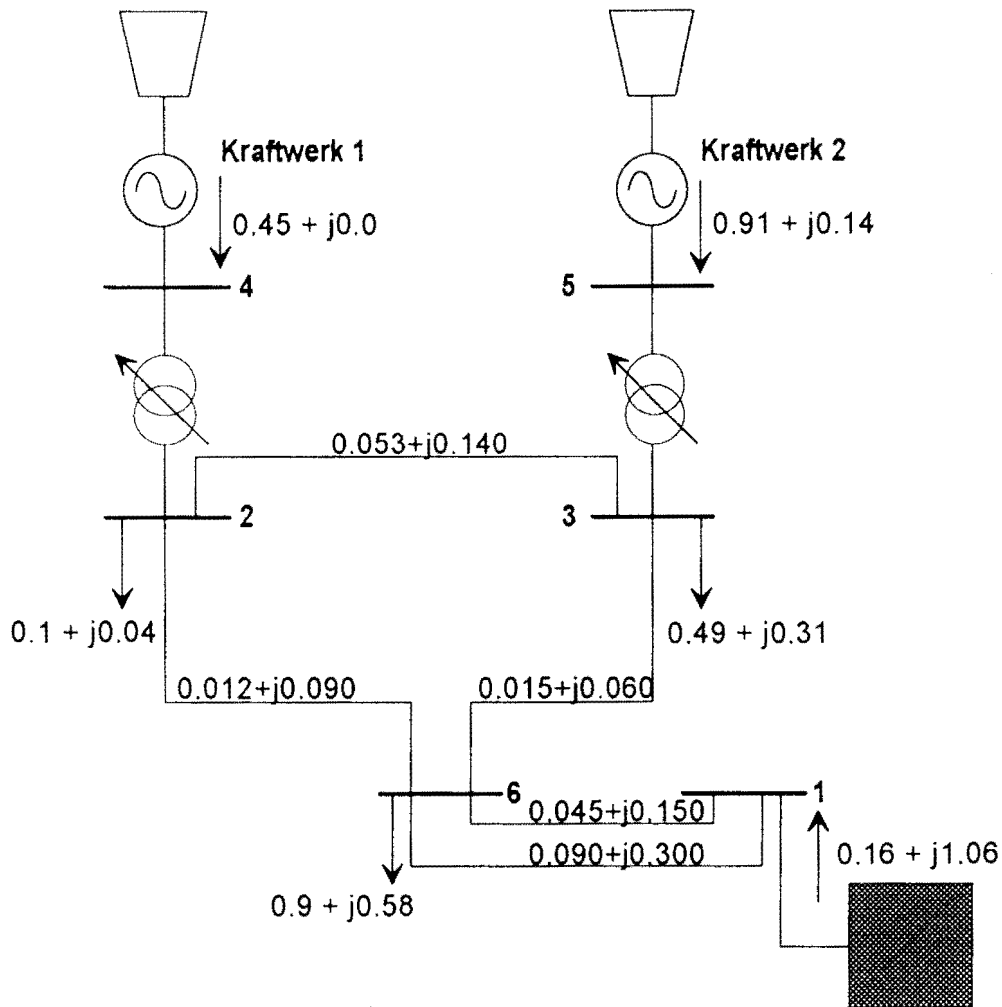 Kraftwerk 1
Kraftwerk 2
0.45 + j0.0
0.91 + j0.14
4
5
0.053+j0.140
2
3
0.1 + j0.04
0.49 + j0.31
0.012+j0.090
0.015+j0.060
6
1
0.045+j0.150
0.090+j0.300
0.16 + j1.06
0.9 + j0.58